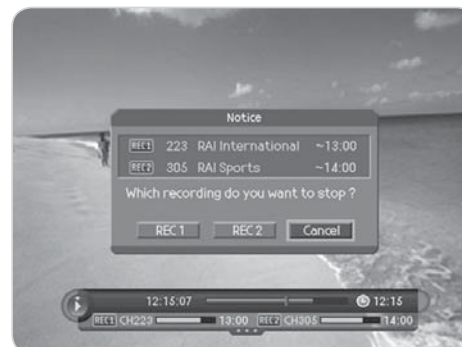 Notice
REC1 223 RAI International ~13:00
REC2 305 RAI Sports ~14:00
Which recording do you want to stop ?
REC 1 REC 2 Cancel
12:15:07 12:15
REC1 CH223 13:00 REC2 CH305 14:00